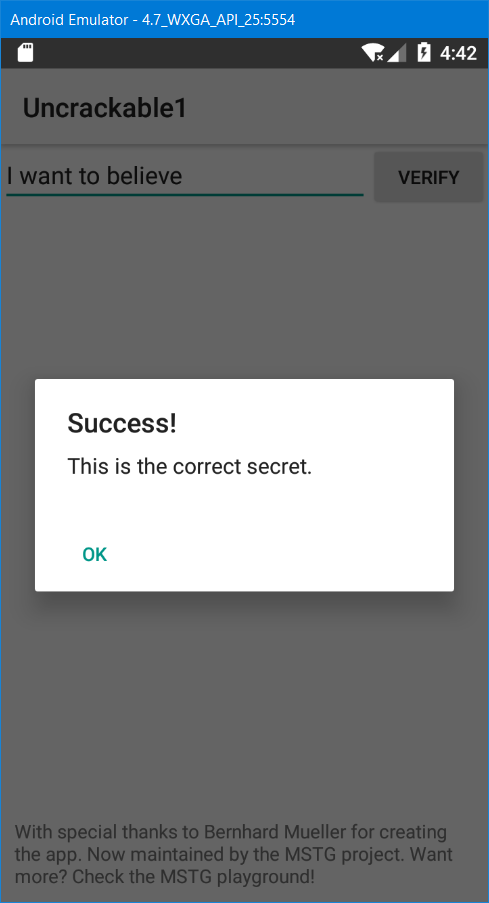 Android Emulator - 4.7_WXGA_API_25:5554
4:42
Uncrackable1
I want to believe
VERIFY
Success!
This is the correct secret.
OK
With special thanks to Bernhard Mueller for creating
the app. Now maintained by the MSTG project. Want
more? Check the MSTG playground!